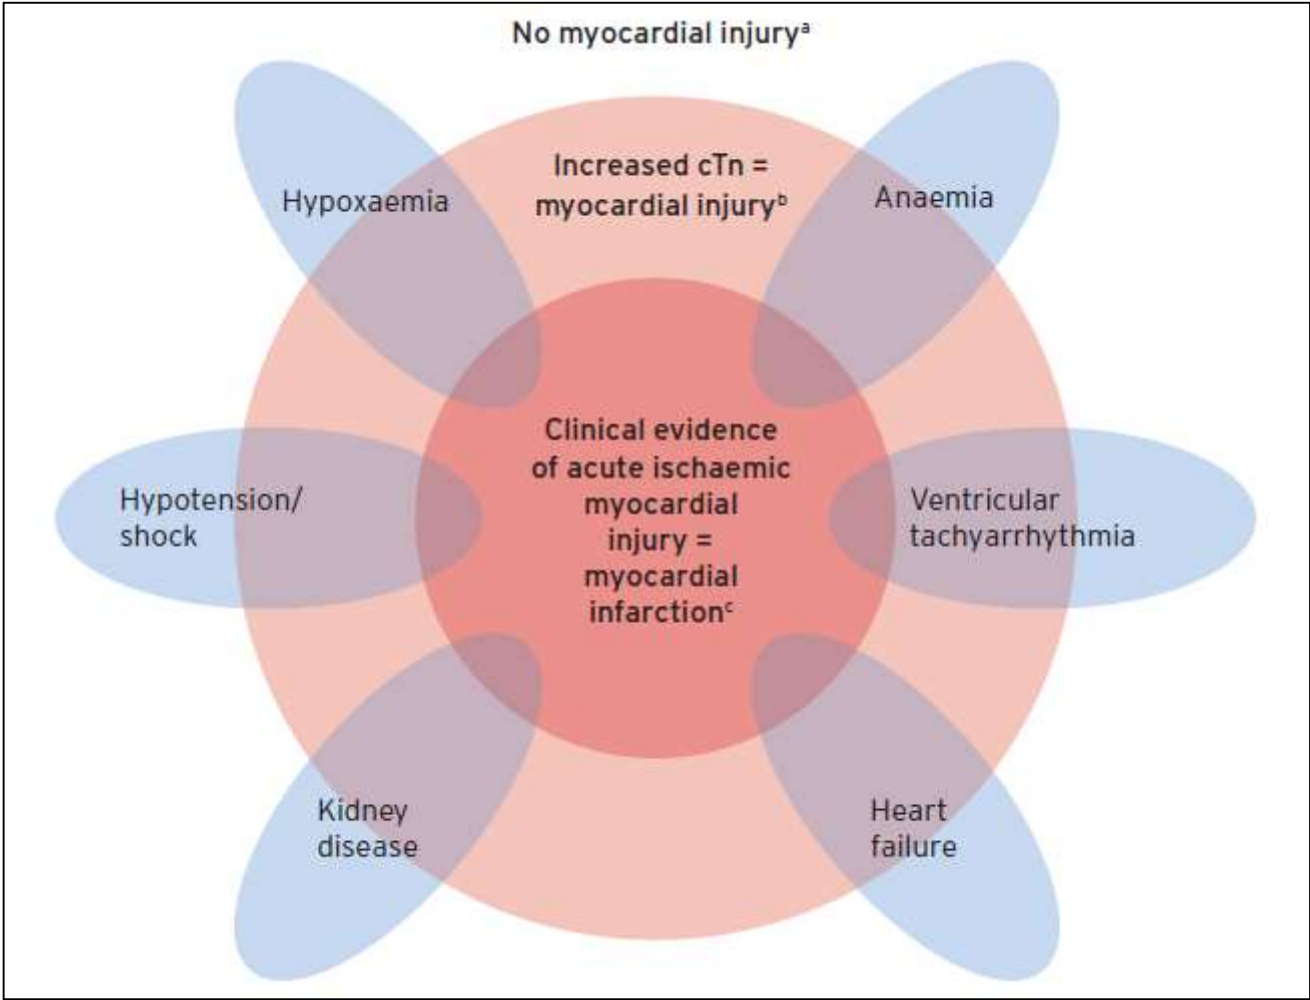 No myocardial injuryᵃ
Increased cTn =
myocardial injuryᵇ
Hypoxaemia
Anaemia
Clinical evidence
of acute ischaemic
myocardial
injury =
myocardial
infarctionᶜ
Hypotension/
shock
Ventricular
tachyarrhythmia
Kidney
disease
Heart
failure